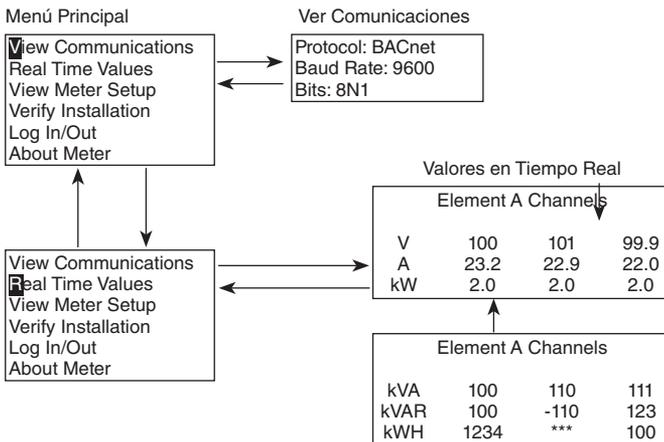 Menú Principal
Ver Comunicaciones
View Communications
Real Time Values
View Meter Setup
Verify Installation
Log In/Out
About Meter
Protocol: BACnet
Baud Rate: 9600
Bits: 8N1
Valores en Tiempo Real
Element A Channels
V 100 101 99.9
A 23.2 22.9 22.0
kW 2.0 2.0 2.0
View Communications
Real Time Values
View Meter Setup
Verify Installation
Log In/Out
About Meter
Element A Channels
kVA 100 110 111
kVAR 100 -110 123
kWH 1234 *** 100